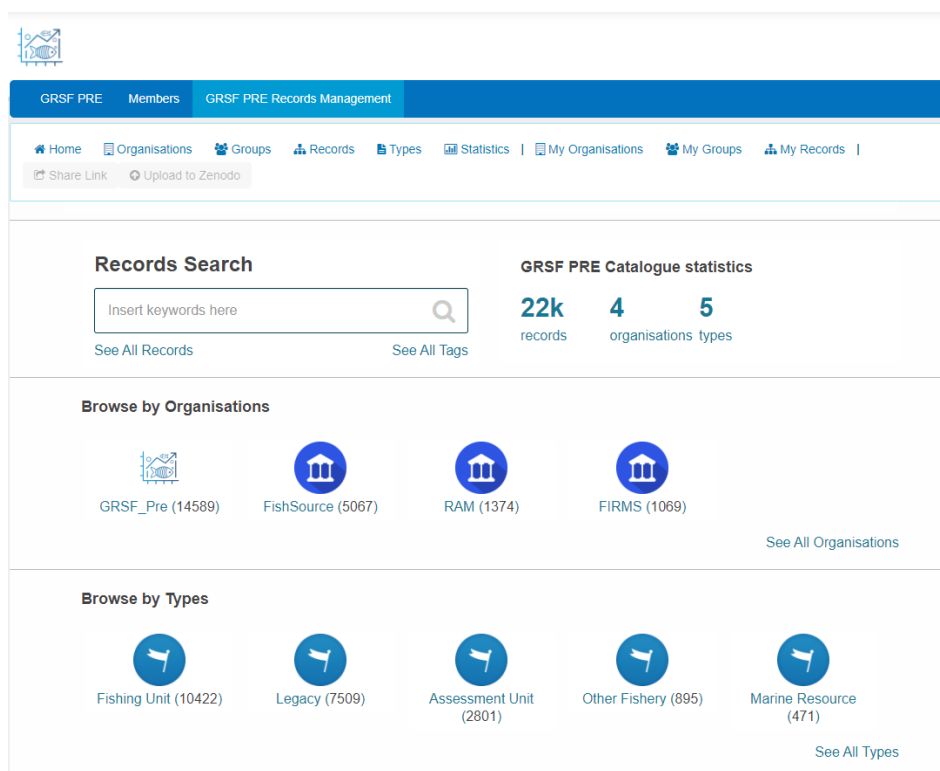 GRSF PRE Members GRSF PRE Records Management
Home Organisations Groups Records Types Statistics | My Organisations My Groups My Records |
Share Link Upload to Zenodo
Records Search
Insert keywords here
See All Records See All Tags
GRSF PRE Catalogue statistics
22k 4 5
records organisations types
Browse by Organisations
GRSF_Pre (14589) FishSource (5067) RAM (1374) FIRMS (1069)
See All Organisations
Browse by Types
Fishing Unit (10422) Legacy (7509) Assessment Unit Other Fishery (895) Marine Resource
(2801) (471)
See All Types